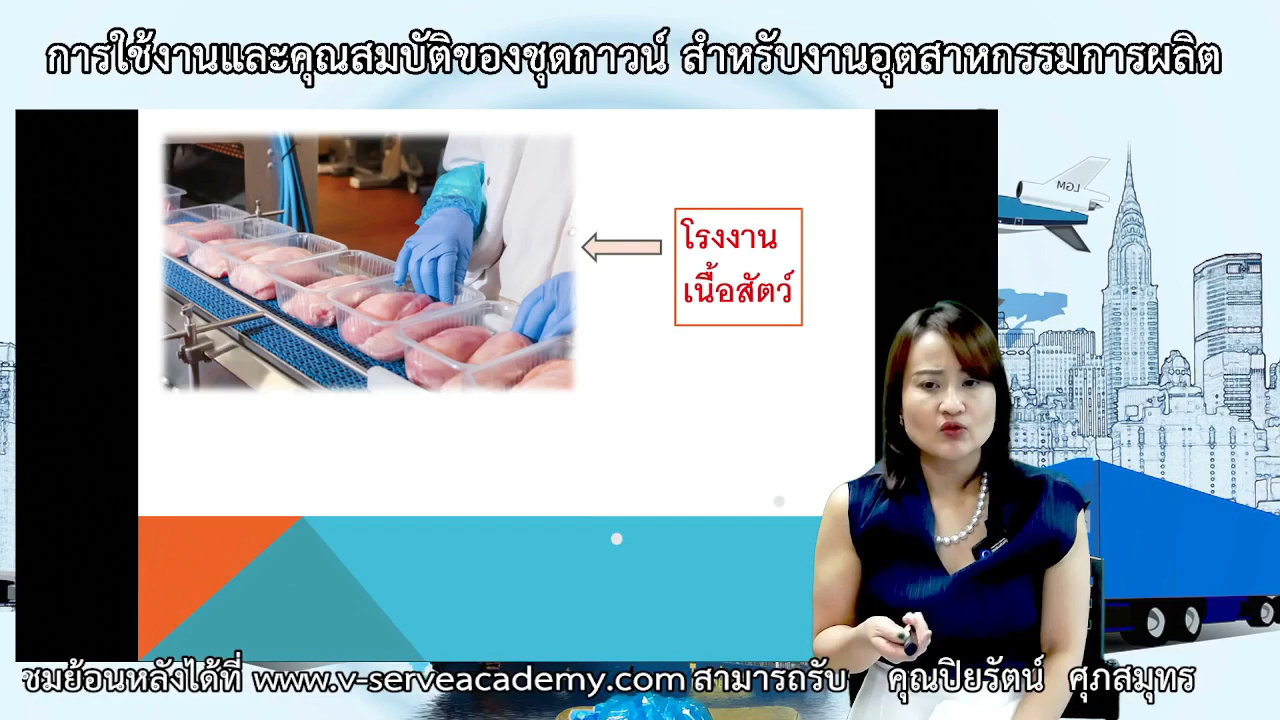 การใช้งานและคุณสมบัติของชุดกาวน์ สำหรับงานอุตสาหกรรมการผลิต
โรงงาน
เนื้อสัตว์
LGM
ชมย้อนหลังได้ที่ www.v-serveacademy.com สามารถรับ คุณปิยรัตน์ ศุภสมุทร